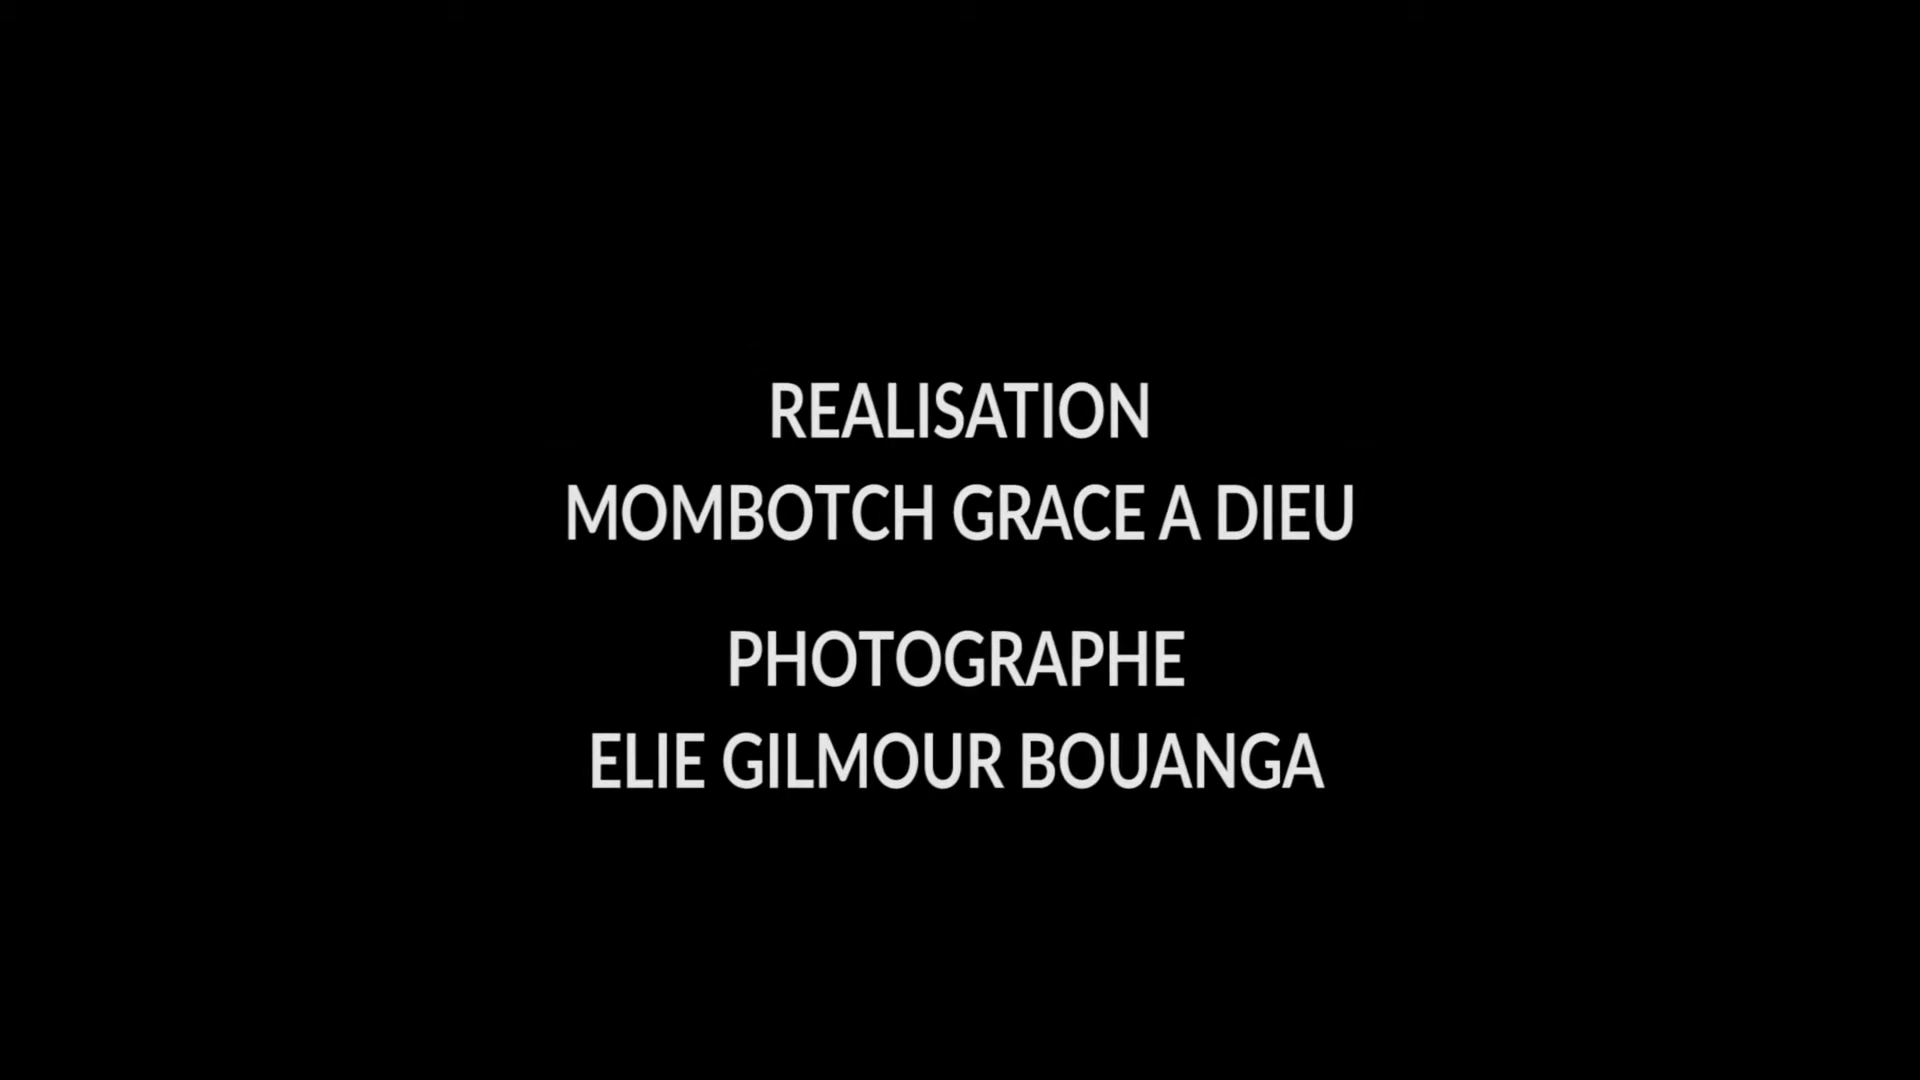 REALISATION
MOMBOTCH GRACE A DIEU
PHOTOGRAPHE
ELIE GILMOUR BOUANGA